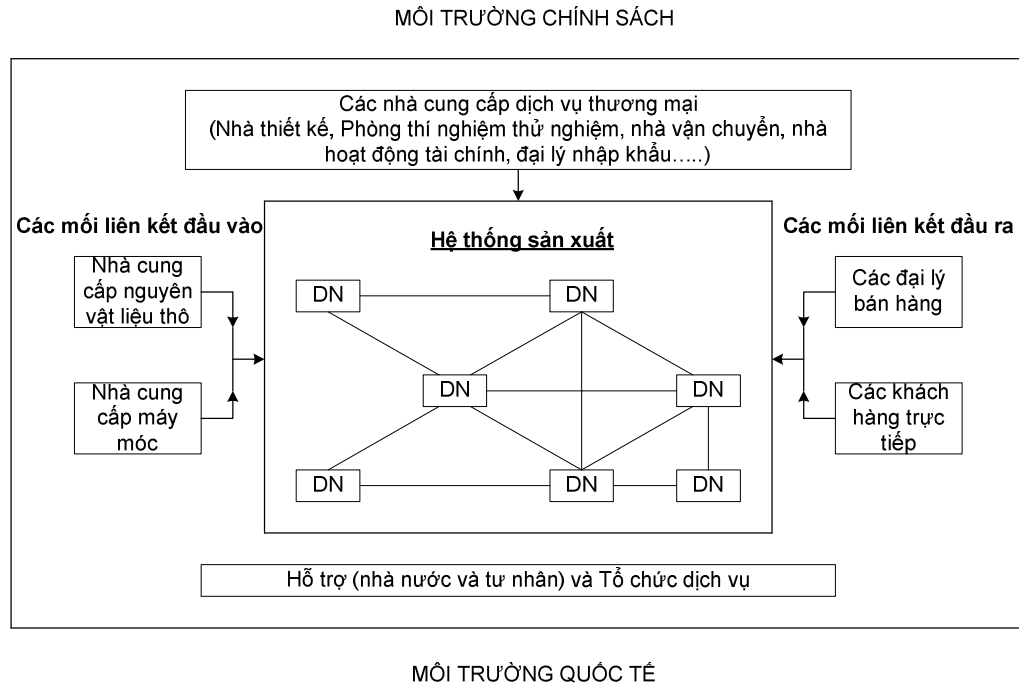 MÔI TRƯỜNG CHÍNH SÁCH
Các nhà cung cấp dịch vụ thương mại
(Nhà thiết kế, Phòng thí nghiệm thử nghiệm, nhà vận chuyển, nhà
hoạt động tài chính, đại lý nhập khẩu.....)
Các mối liên kết đầu vào
Nhà cung
cấp nguyên
vật liệu thô
Nhà cung
cấp máy
móc
Hệ thống sản xuất
DN
DN
DN
DN
DN
DN
DN
Các mối liên kết đầu ra
Các đại lý
bán hàng
Các khách
hàng trực
tiếp
Hỗ trợ (nhà nước và tư nhân) và Tổ chức dịch vụ
MÔI TRƯỜNG QUỐC TẾ